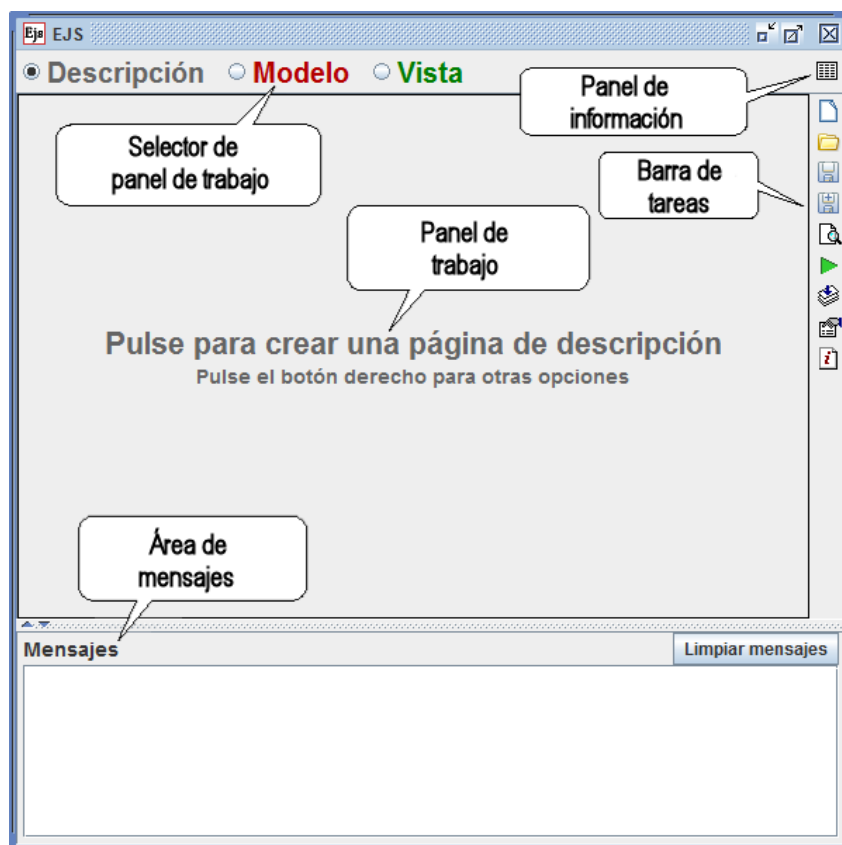 Ejs EJS
Descripción Modelo Vista
Panel de
información
Selector de
panel de trabajo
Barra de
tareas
Panel de
trabajo
Pulse para crear una página de descripción
Pulse el botón derecho para otras opciones
Área de
mensajes
Mensajes
Limpiar mensajes